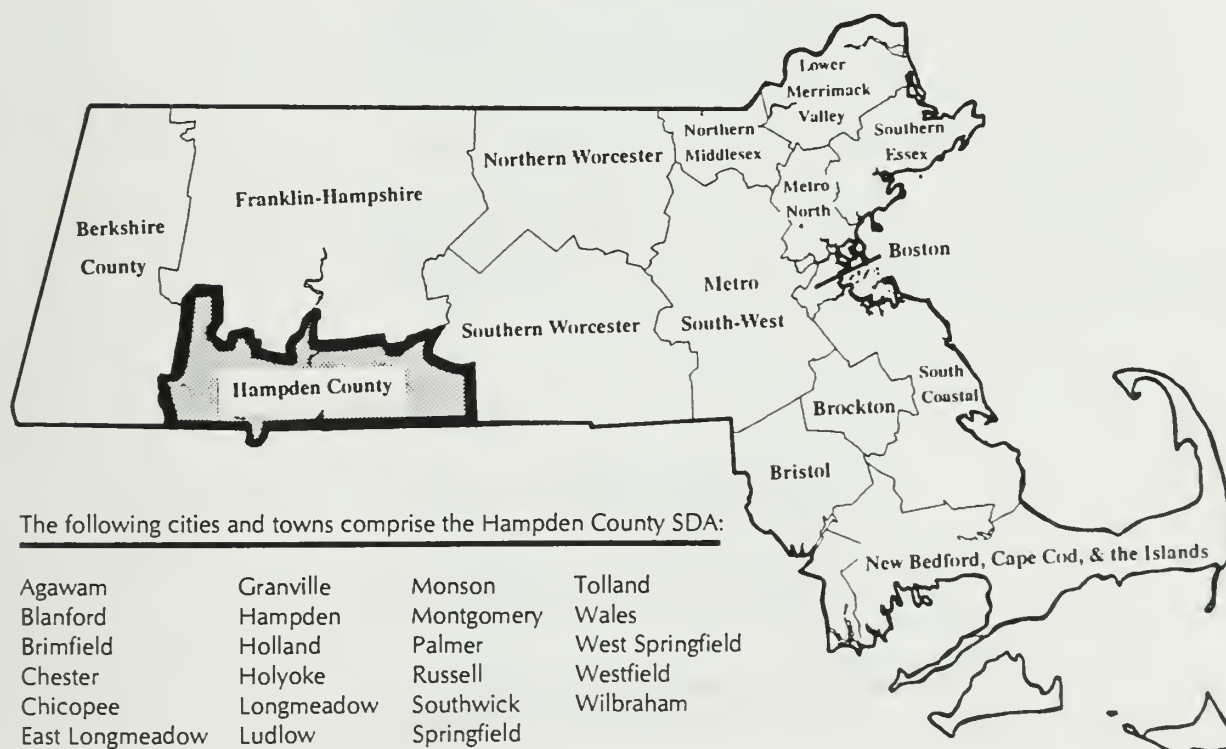 Lower
Merrimack
Valley
Northern
Middlesex
Southern
Essex
Northern Worcester
Metro
North
Franklin-Hampshire
Berkshire
County
Boston
Metro
South-West
Southern Worcester
Hampden County
South
Coastal
Brockton
Bristol
The following cities and towns comprise the Hampden County SDA:
New Bedford, Cape Cod, & the Islands
Agawam Granville Monson Tolland
Blanford Hampden Montgomery Wales
Brimfield Holland Palmer West Springfield
Chester Holyoke Russell Westfield
Chicopee Longmeadow Southwick Wilbraham
East Longmeadow Ludlow Springfield